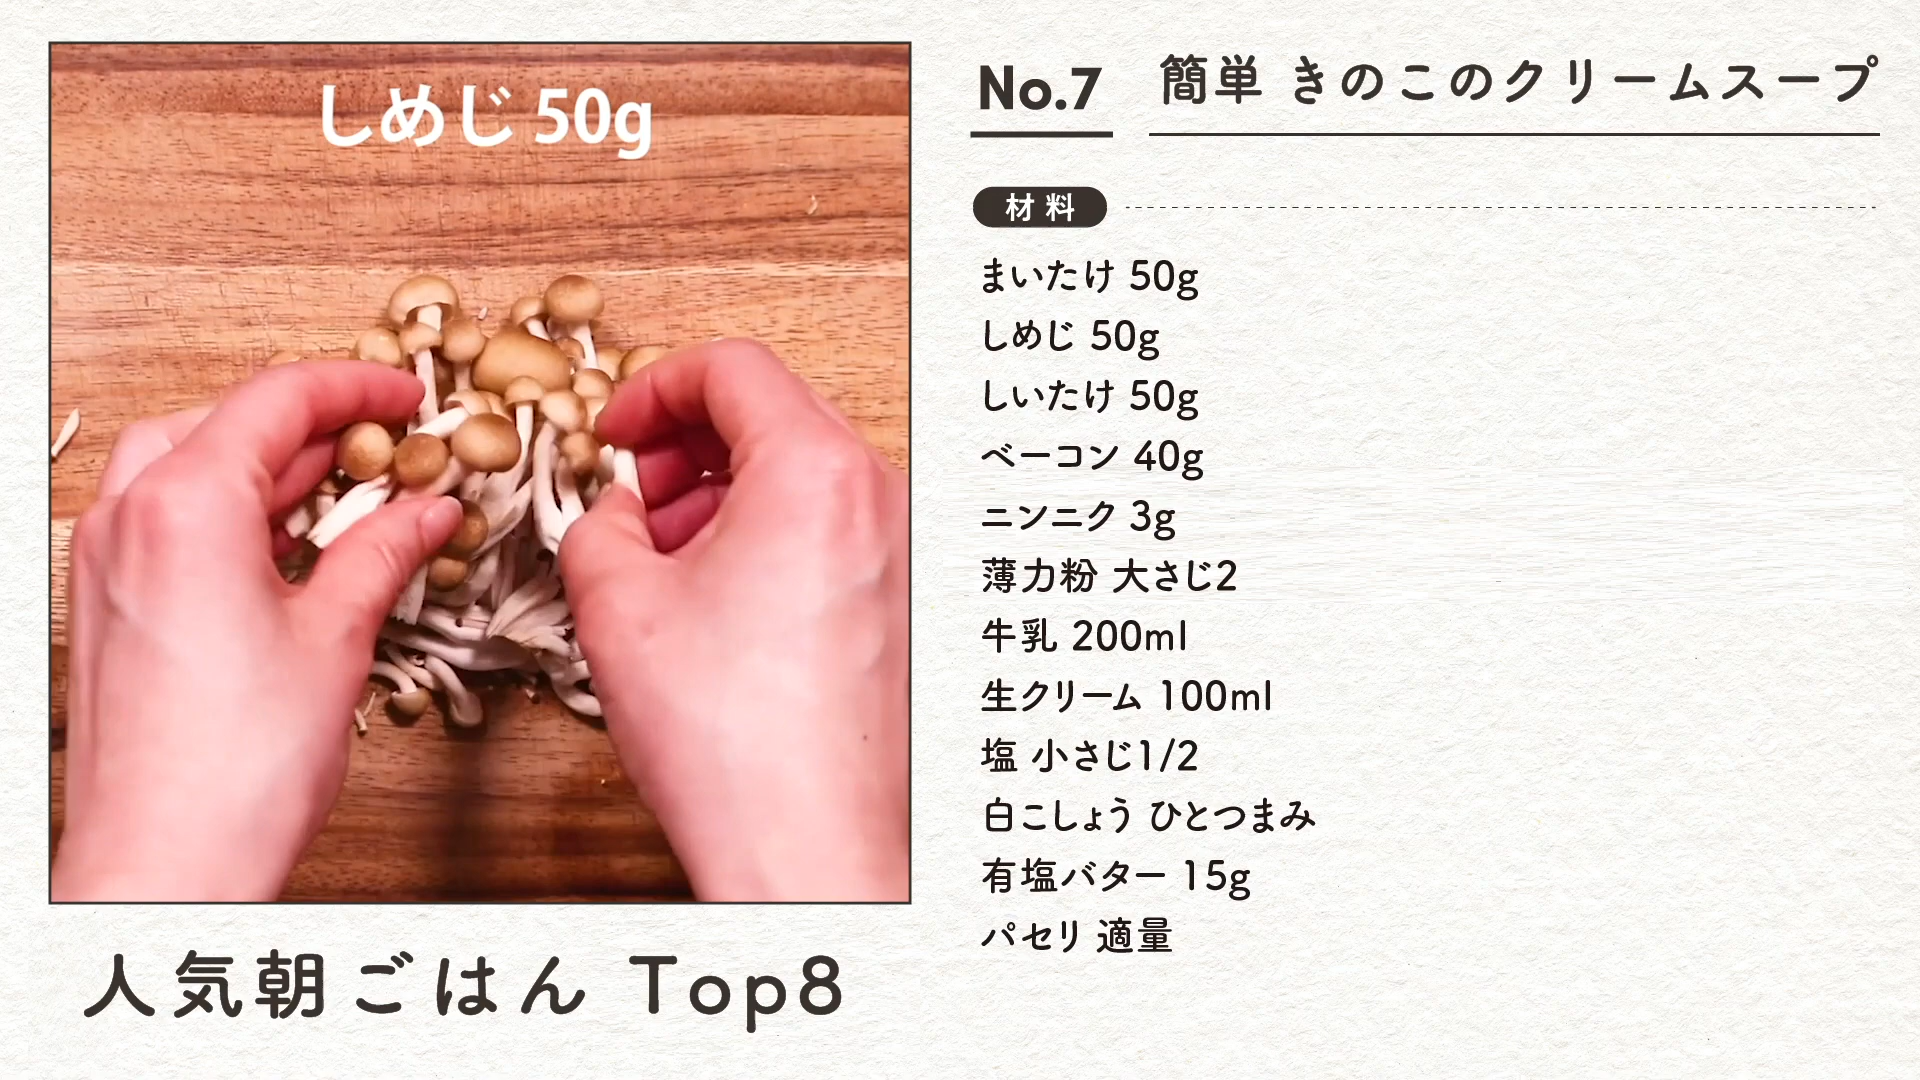 しめじ 50g
No.7 簡単 きのこのクリームスープ
材料
まいたけ 50g
しめじ 50g
しいたけ 50g
ベーコン 40g
ニンニク 3g
薄力粉 大さじ2
牛乳 200ml
生クリーム 100ml
塩 小さじ1/2
白こしょう ひとつまみ
有塩バター 15g
パセリ 適量
人気朝ごはん Top8